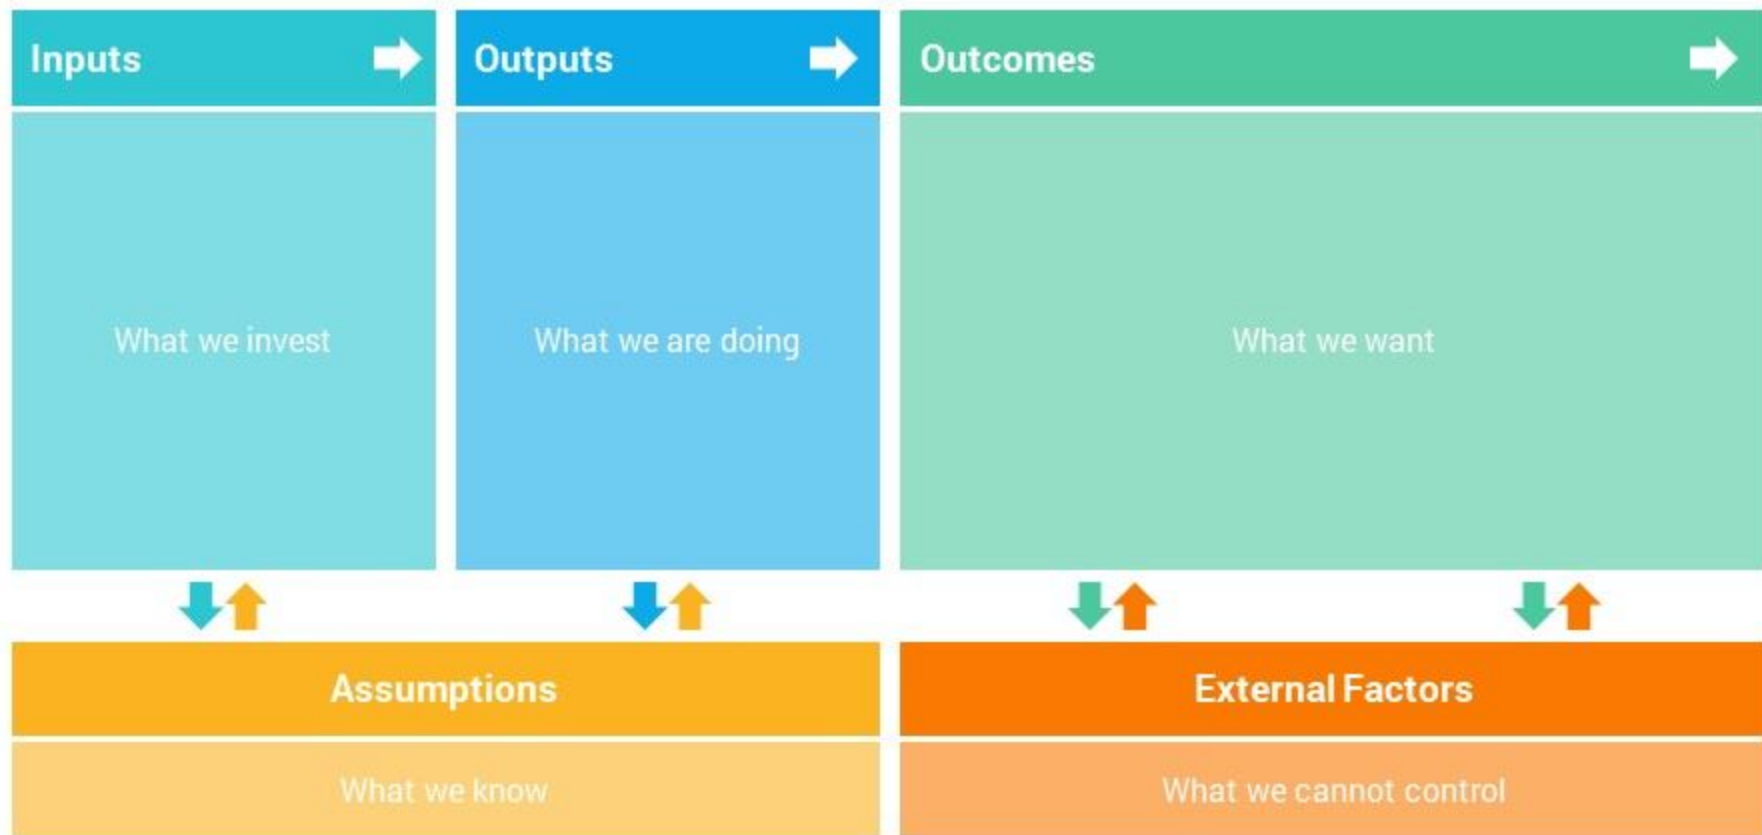 Inputs
Outputs
Outcomes
What we invest
What we are doing
What we want
Assumptions
External Factors
What we know
What we cannot control